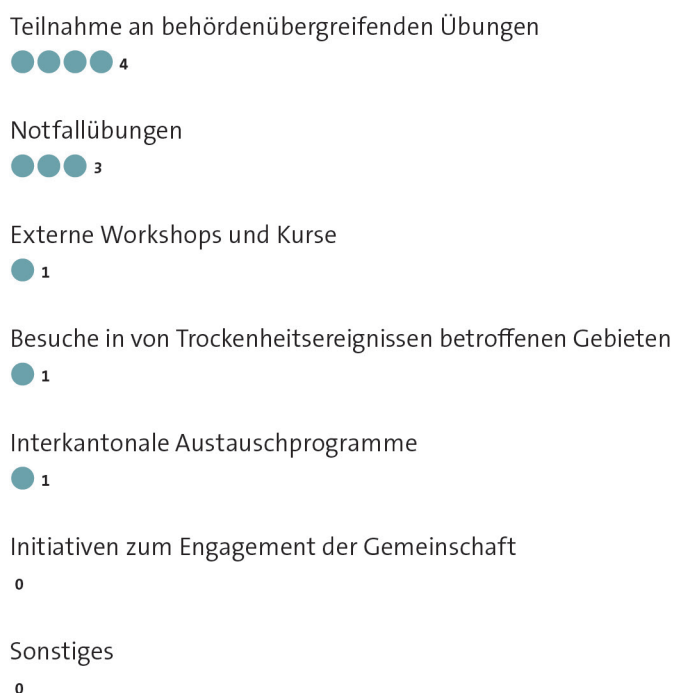 Teilnahme an behördenübergreifenden Übungen
4
Notfallübungen
3
Externe Workshops und Kurse
1
Besuche in von Trockenheitsereignissen betroffenen Gebieten
1
Interkantonale Austauschprogramme
1
Initiativen zum Engagement der Gemeinschaft
0
Sonstiges
0